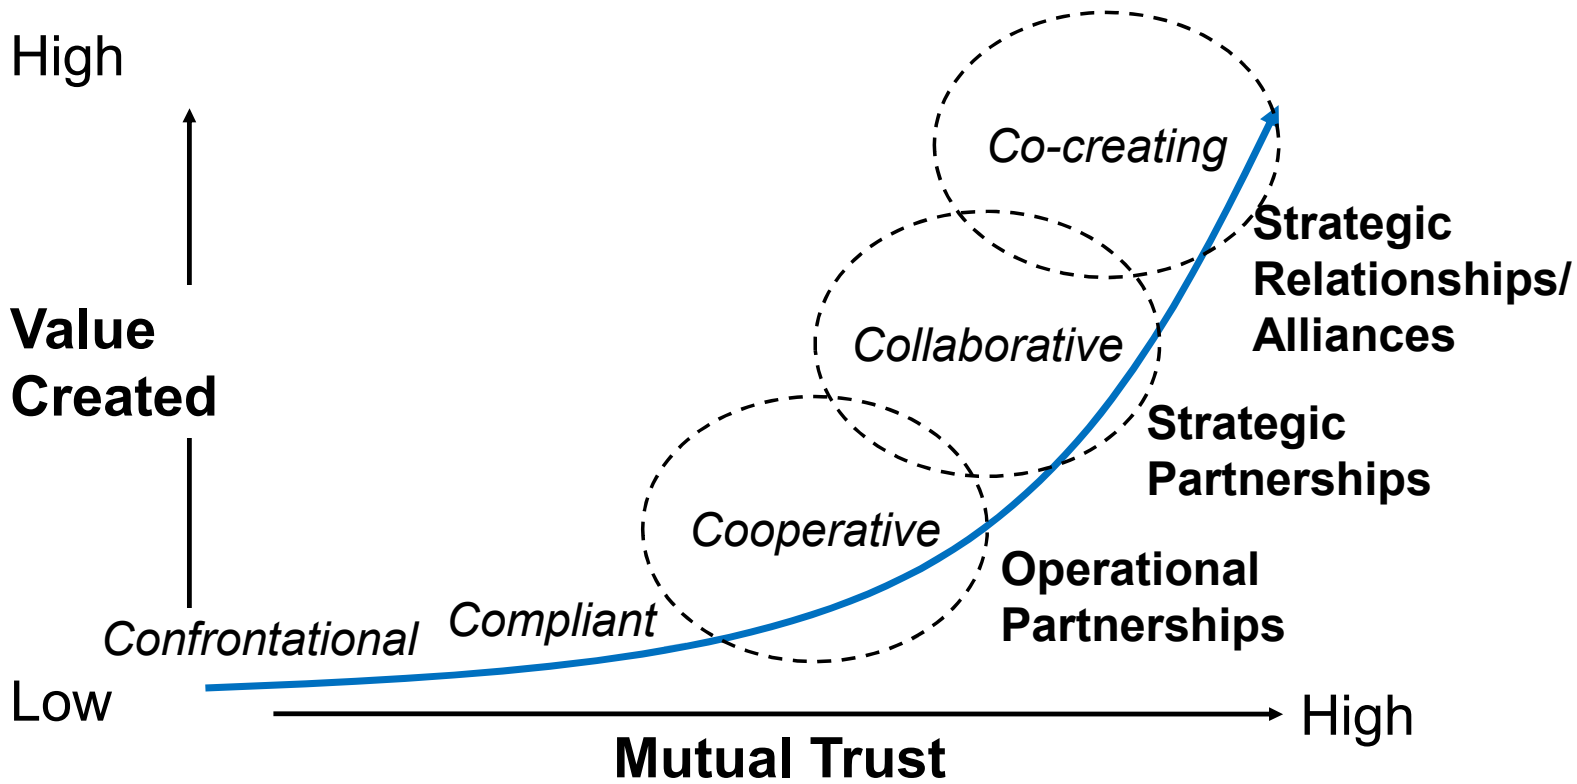 High
Co-creating
Strategic
Relationships/
Alliances
Value
Created
Collaborative
Strategic
Partnerships
Cooperative
Operational
Partnerships
Confrontational
Compliant
Low
High
Mutual Trust